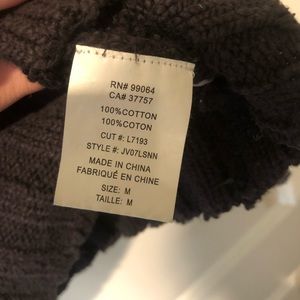 RN# 99064
CA# 37757
100%COTTON
100%COTON
CUT #: L7193
STYLE #: JV07LSNN
MADE IN CHINA
FABRIQUÉ EN CHINE
SIZE: M
TAILLE: M